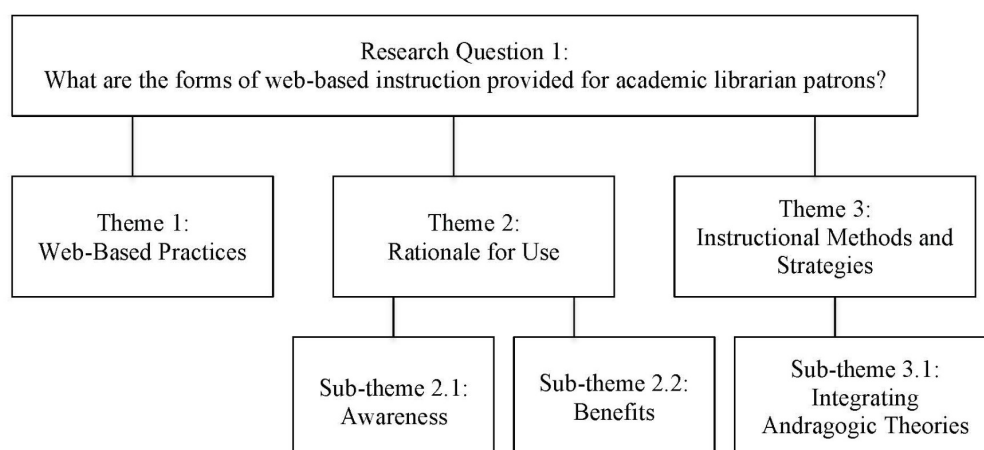 Research Question 1:
What are the forms of web-based instruction provided for academic librarian patrons?
Theme 1:
Web-Based Practices
Theme 2:
Rationale for Use
Theme 3:
Instructional Methods and
Strategies
Sub-theme 2.1:
Awareness
Sub-theme 2.2:
Benefits
Sub-theme 3.1:
Integrating
Andragogic Theories